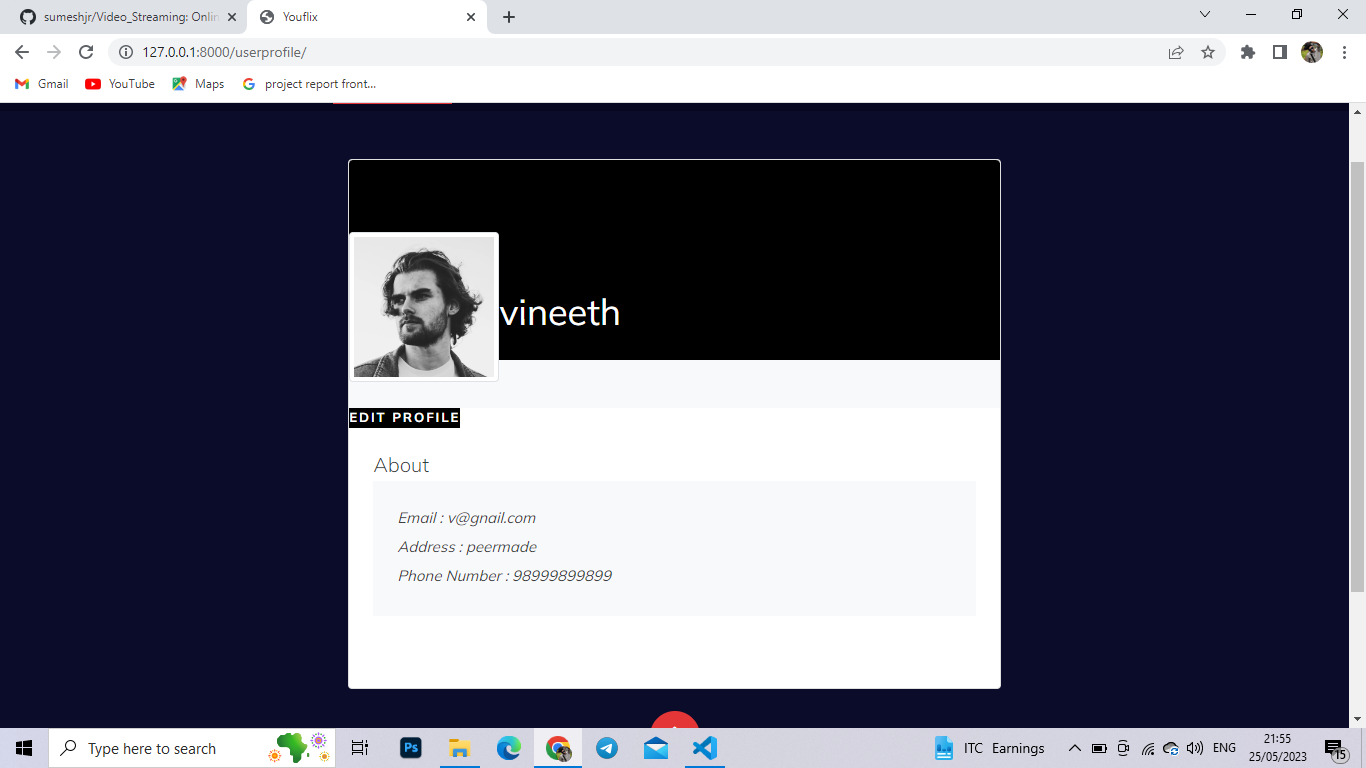 sumeshjr/Video_Streaming: Onlin
Youflix
127.0.0.1:8000/userprofile/
Gmail
YouTube
Maps
project report front...
vineeth
EDIT PROFILE
About
Email : v@gnail.com
Address : peermade
Phone Number : 98999899899
Type here to search
Ps
ITC Earnings
ENG
21:55
25/05/2023
15